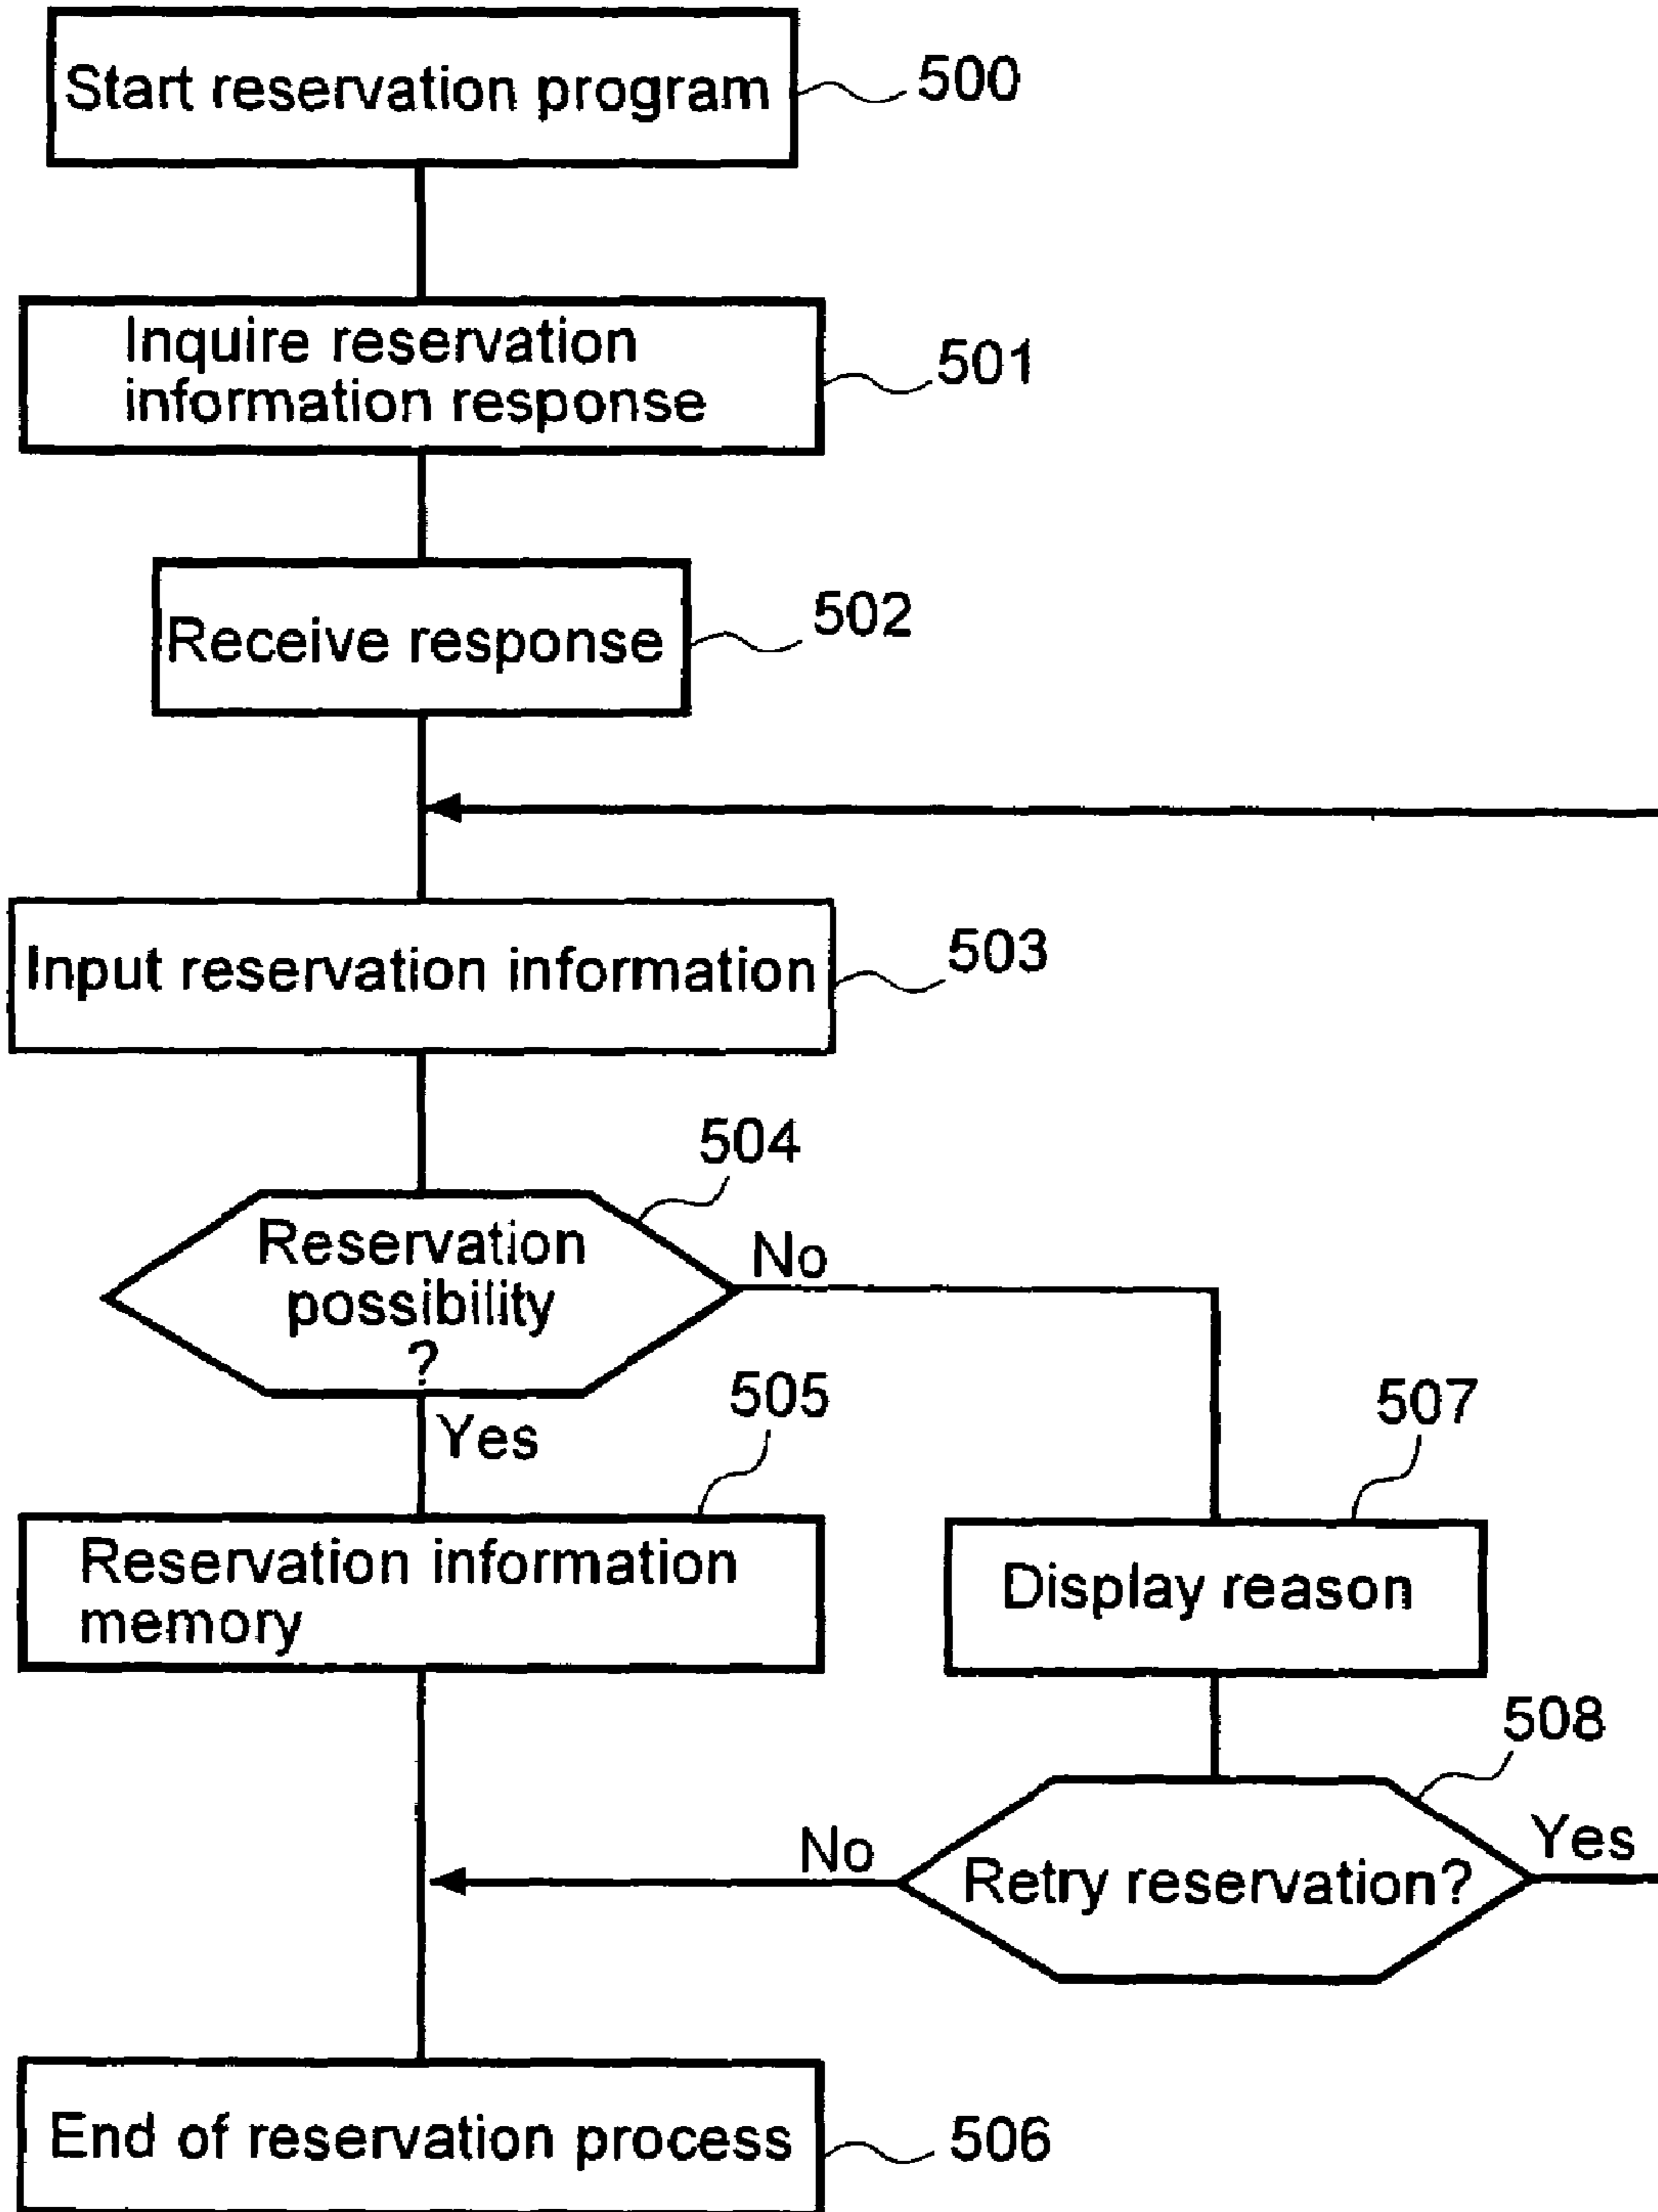 Start reservation program
500
Inquire reservation
information response
501
Receive response
502
Input reservation information
503
504
Reservation
possibility
?
No
Yes
505
507
Reservation information
memory
Display reason
508
No
Retry reservation?
Yes
End of reservation process
506